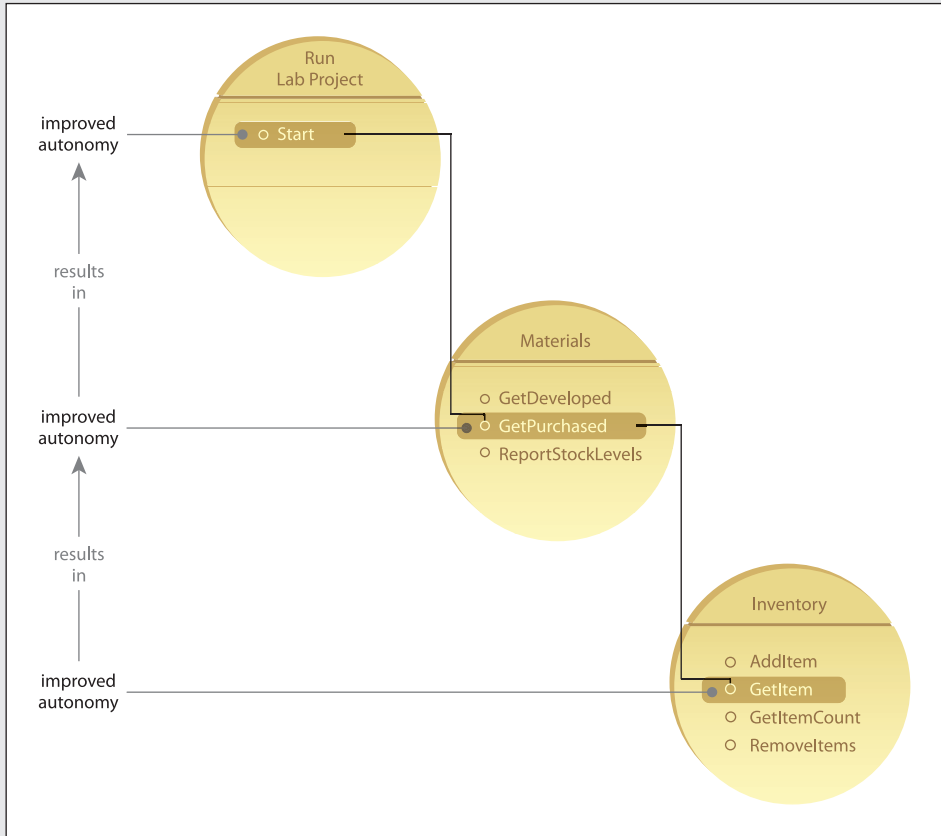 Run
Lab Project
improved
autonomy
Start
results
in
Materials
GetDeveloped
improved
autonomy
GetPurchased
ReportStockLevels
results
in
Inventory
AddItem
improved
autonomy
GetItem
GetItemCount
RemoveItems